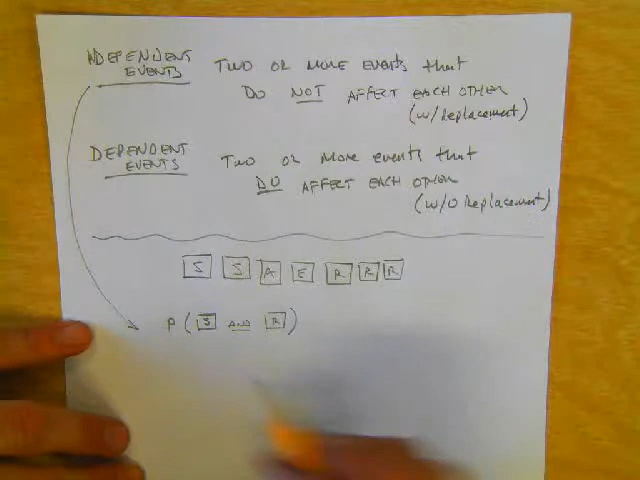 INDEPENDENT TWO OR MORE EVENTS that
EVENTS DO NOT AFFECT EACH OTHER
(w/Replacement)
DEPENDENT TWO OR MORE EVENTS that
EVENTS DO AFFECT EACH OTHER
(w/o Replacement)
S S A E R R R
P ( S AND R )